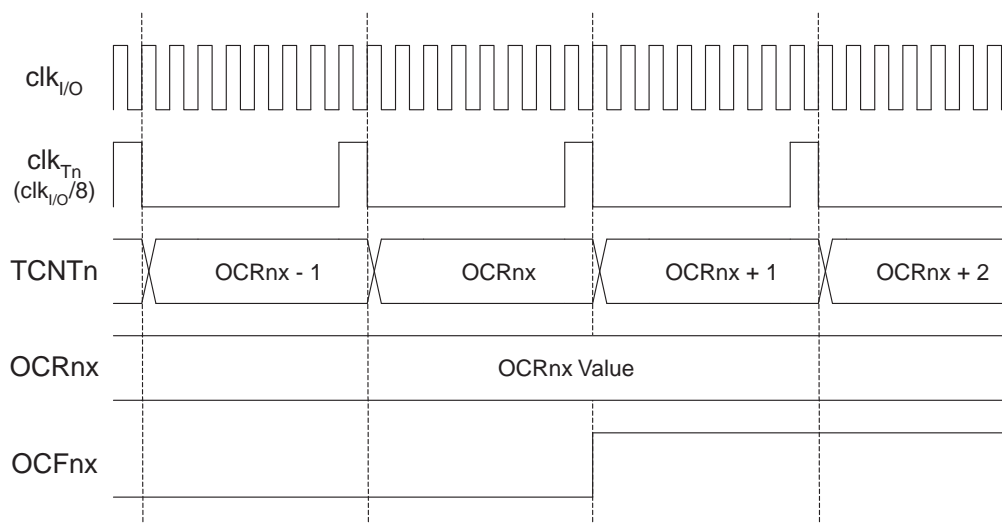 clkI/O
clkTn
(clkI/O/8)
TCNTn
OCRnx - 1 OCRnx OCRnx + 1 OCRnx + 2
OCRnx
OCRnx Value
OCFnx